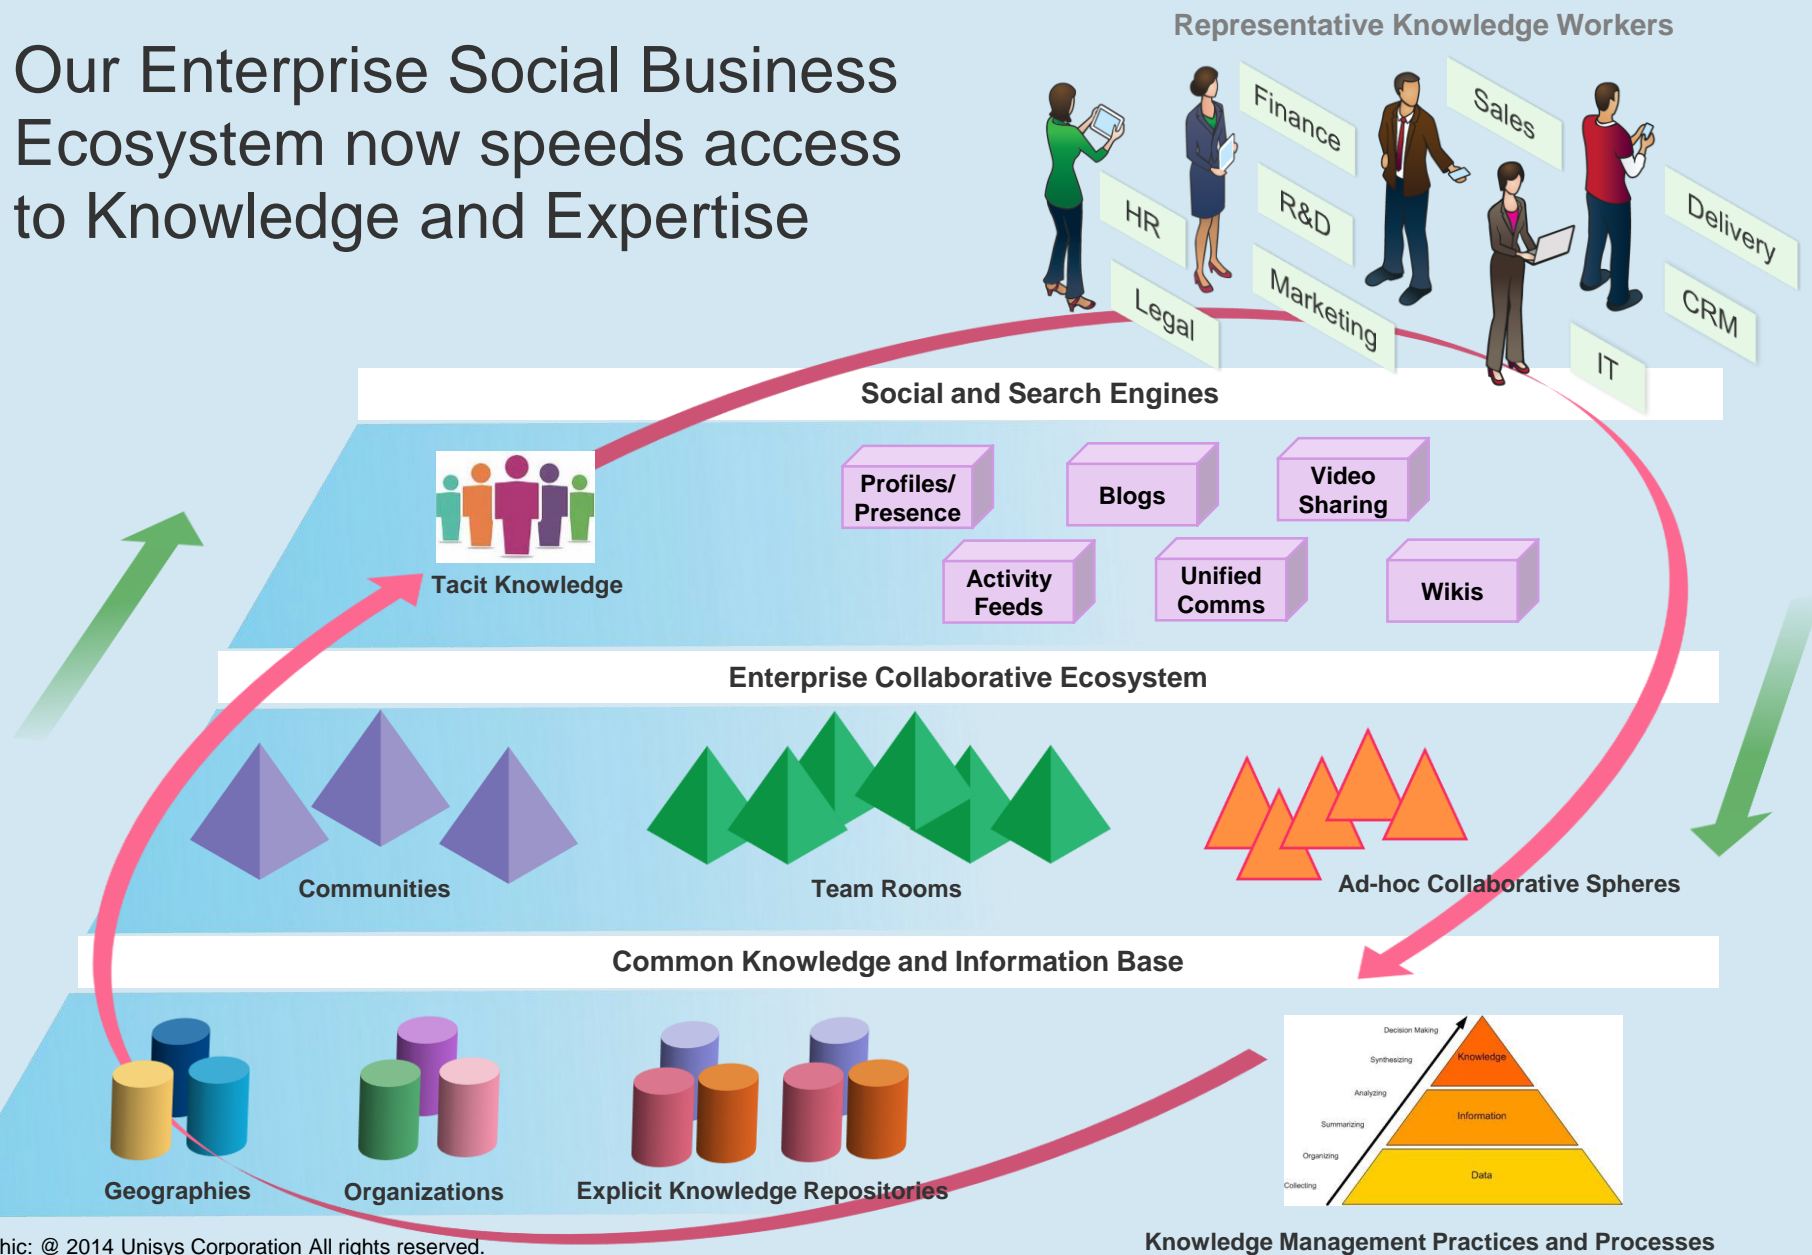 Our Enterprise Social Business
Ecosystem now speeds access
to Knowledge and Expertise
Representative Knowledge Workers
Finance
Sales
HR
R&D
Delivery
Legal
Marketing
CRM
IT
Social and Search Engines
Profiles/
Presence
Blogs
Video
Sharing
Activity
Feeds
Unified
Comms
Wikis
Tacit Knowledge
Enterprise Collaborative Ecosystem
Communities
Team Rooms
Ad-hoc Collaborative Spheres
Common Knowledge and Information Base
Geographies
Organizations
Explicit Knowledge Repositories
Decision Making
Synthesizing
Analyzing
Summarizing
Organizing
Collecting
Knowledge
Information
Data
Knowledge Management Practices and Processes
hic: @ 2014 Unisys Corporation All rights reserved.